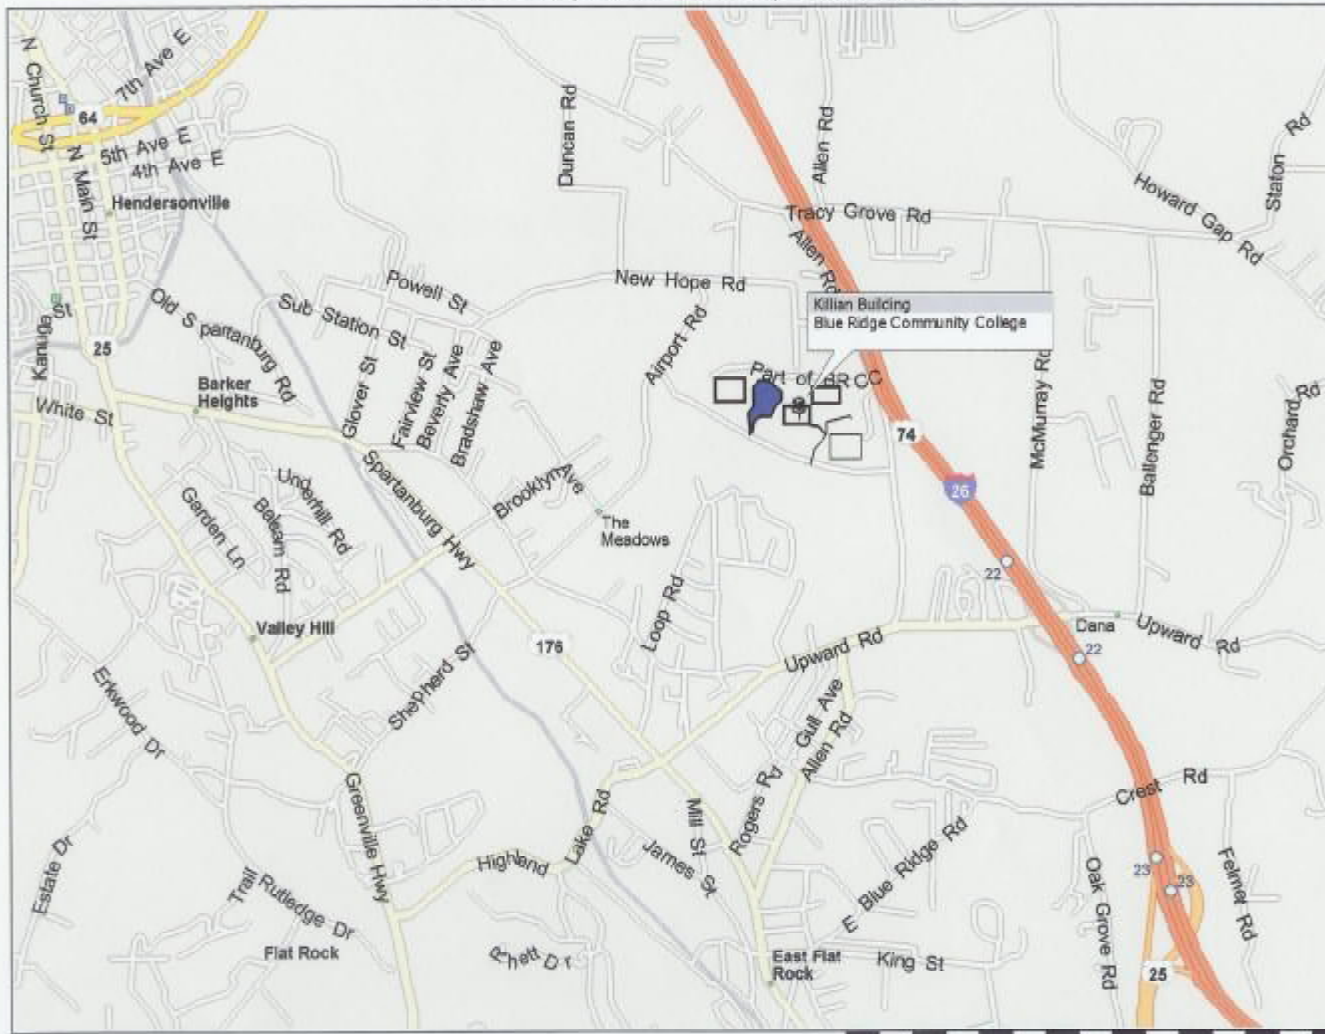 N Church St
7th Ave E
64
5th Ave E
4th Ave E
N Main St
Hendersonville
Duncan Rd
Allen Rd
Staton Rd
Howard Gap Rd
Tracy Grove Rd
Allen Rd
New Hope Rd
Powell St
Sub Station St
Old Spartanburg Rd
Kanuga St
25
Killian Building
Blue Ridge Community College
Airport Rd
Part of BRCC
Barker
Heights
White St
Glover St
Fairview St
Beverly Ave
Bradshaw Ave
74
McMurray Rd
Ballenger Rd
Orchard Rd
26
Spartanburg Hwy
Brooklyn Ave
Underhill Rd
Balsam Rd
Garden Ln
The
Meadows
22
Loop Rd
Valley Hill
176
Upward Rd
Dana
Upward Rd
22
Shepherd St
Erkwood Dr
Gull Ave
Allen Rd
Rogers Rd
Crest Rd
Greenville Hwy
Lake Rd
Highland
Mill St
James St
E Blue Ridge Rd
Oak Grove Rd
23
23
Felmet Rd
Estate Dr
Trail
Rutledge Dr
Flat Rock
Rhett Dr
East Flat
Rock
King St
25